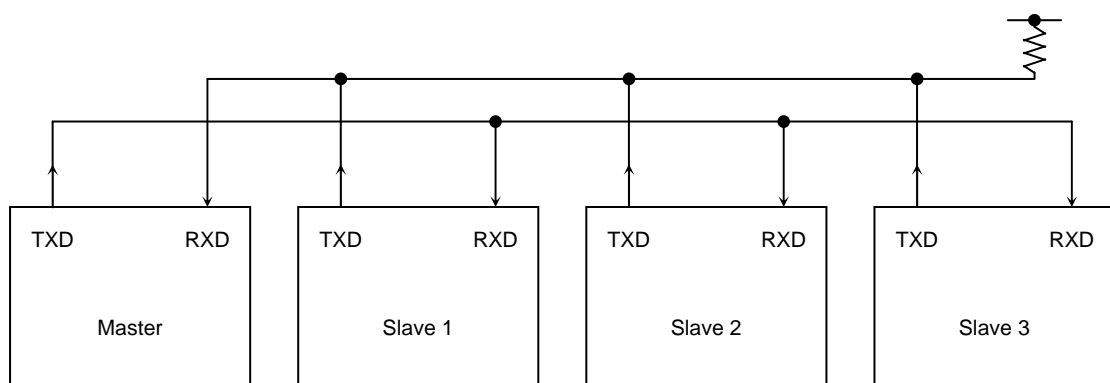 TXD RXD TXD RXD TXD RXD TXD RXD
Master Slave 1 Slave 2 Slave 3